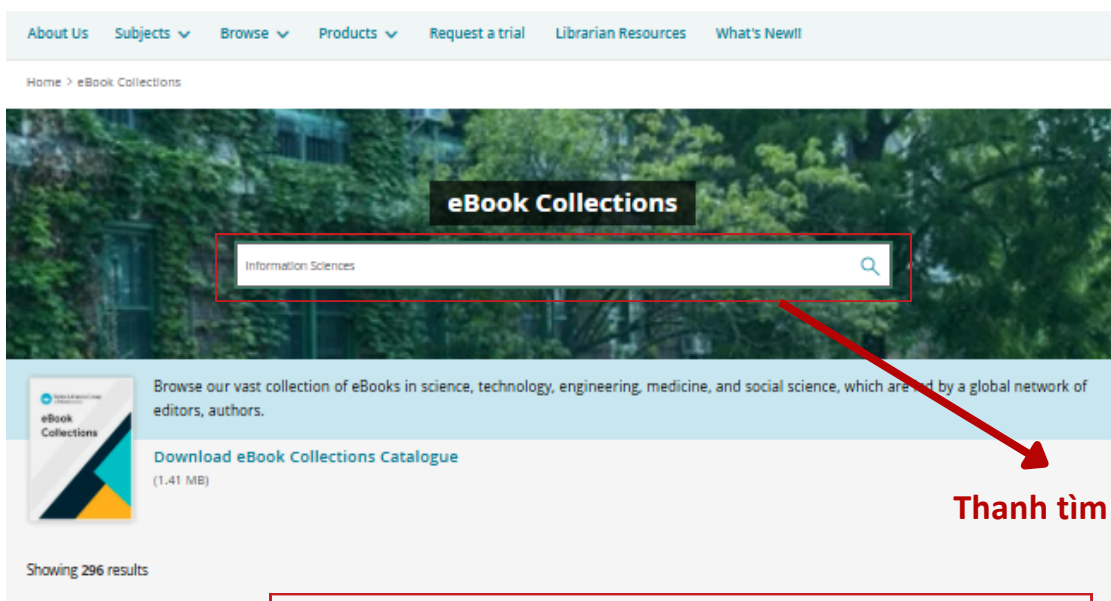 About Us Subjects Browse Products Request a trial Librarian Resources What's New!!
Home > eBook Collections
eBook Collections
Information Sciences
Browse our vast collection of eBooks in science, technology, engineering, medicine, and social science, which are led by a global network of
editors, authors.
eBook
Collections
Download eBook Collections Catalogue
(1.41 MB)
Thanh tìm
Showing 296 results